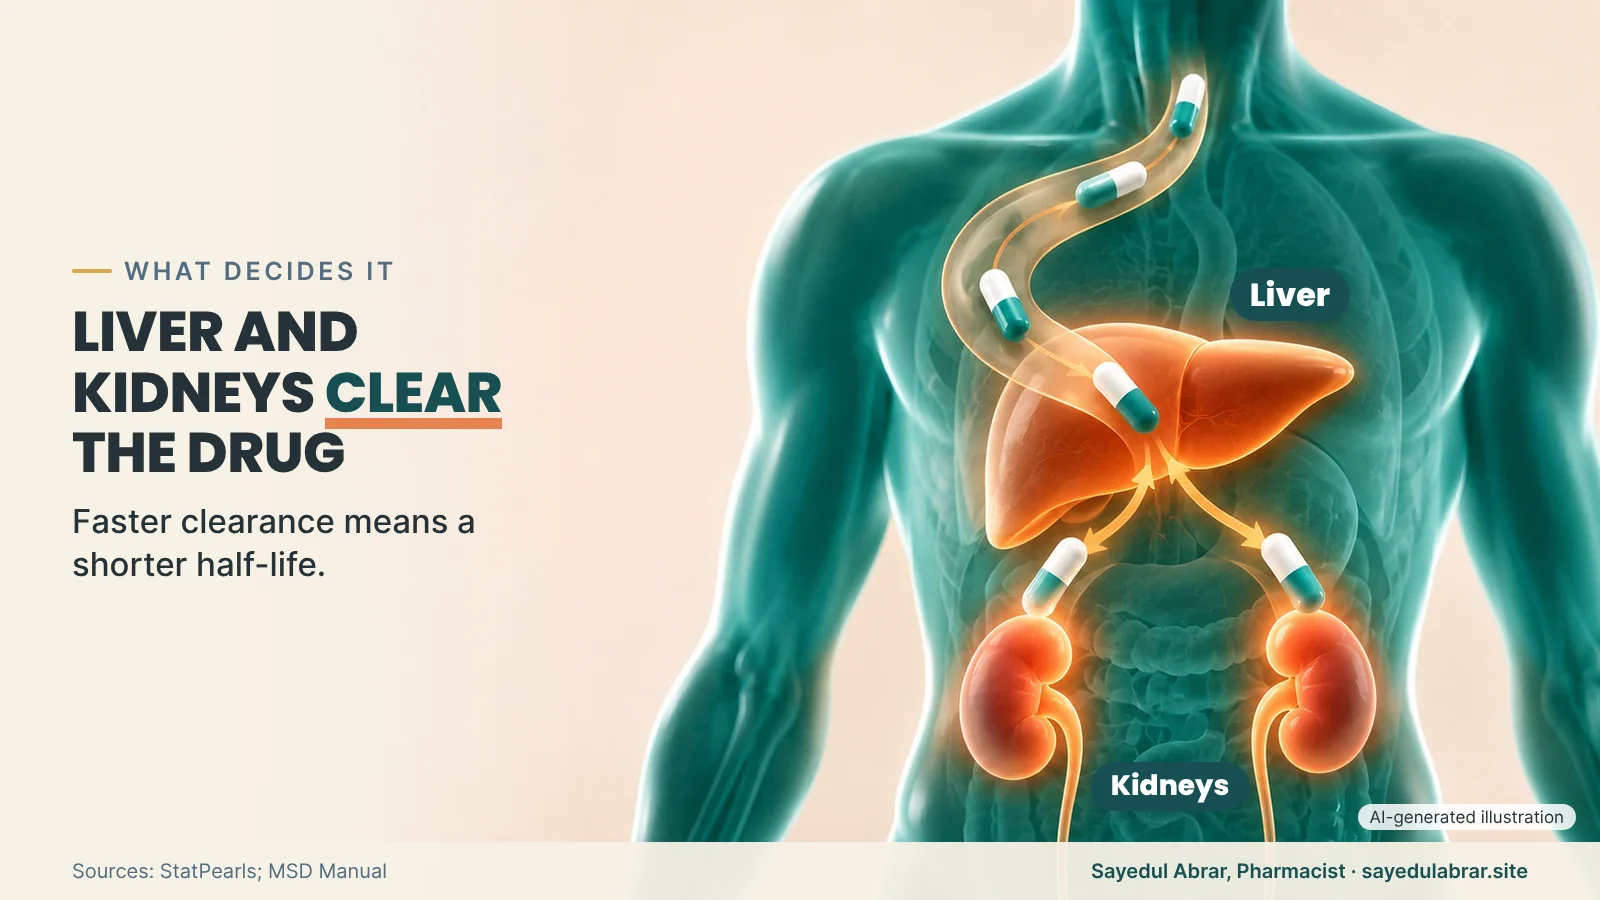 WHAT DECIDES IT
LIVER AND
KIDNEYS CLEAR
THE DRUG
Faster clearance means a
shorter half-life.
Liver
Kidneys
AI-generated illustration
Sources: StatPearls; MSD Manual
Sayedul Abrar, Pharmacist · sayedulabrar.site